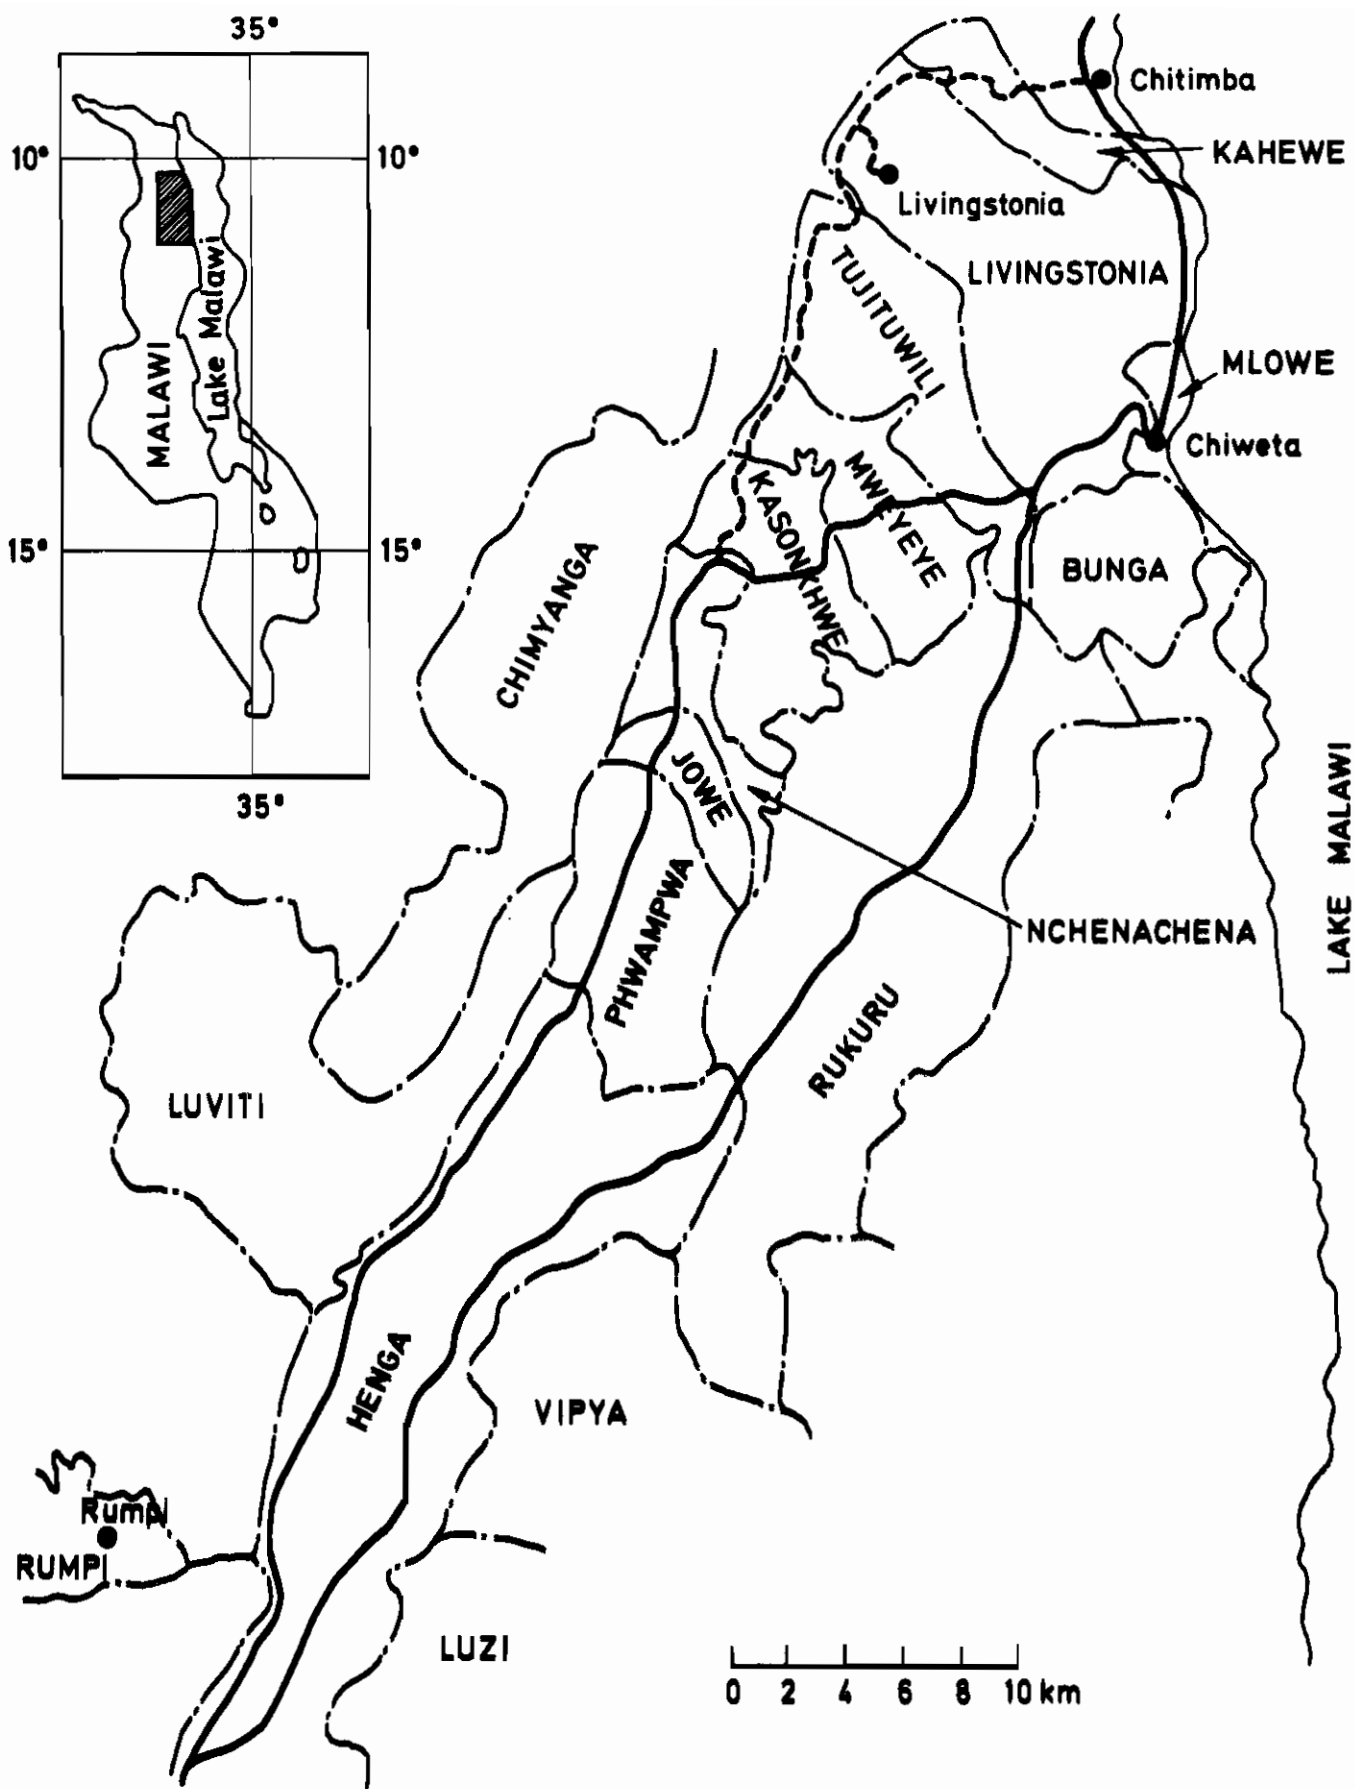 35°
10°
10°
Lake Malawi
MALAWI
15°
15°
35°
Chitimba
KAHEWE
Livingstonia
LIVINGSTONIA
TUJITUWILI
MLOWE
Chiweta
MWEYEYE
KASONKHWE
BUNGA
CHIMYANGA
JOWE
LAKE MALAWI
PHWAMPWA
NCHENACHENA
RUKURU
LUVITI
HENGA
VIPYA
Rumpi
RUMPI
LUZI
0 2 4 6 8 10 km